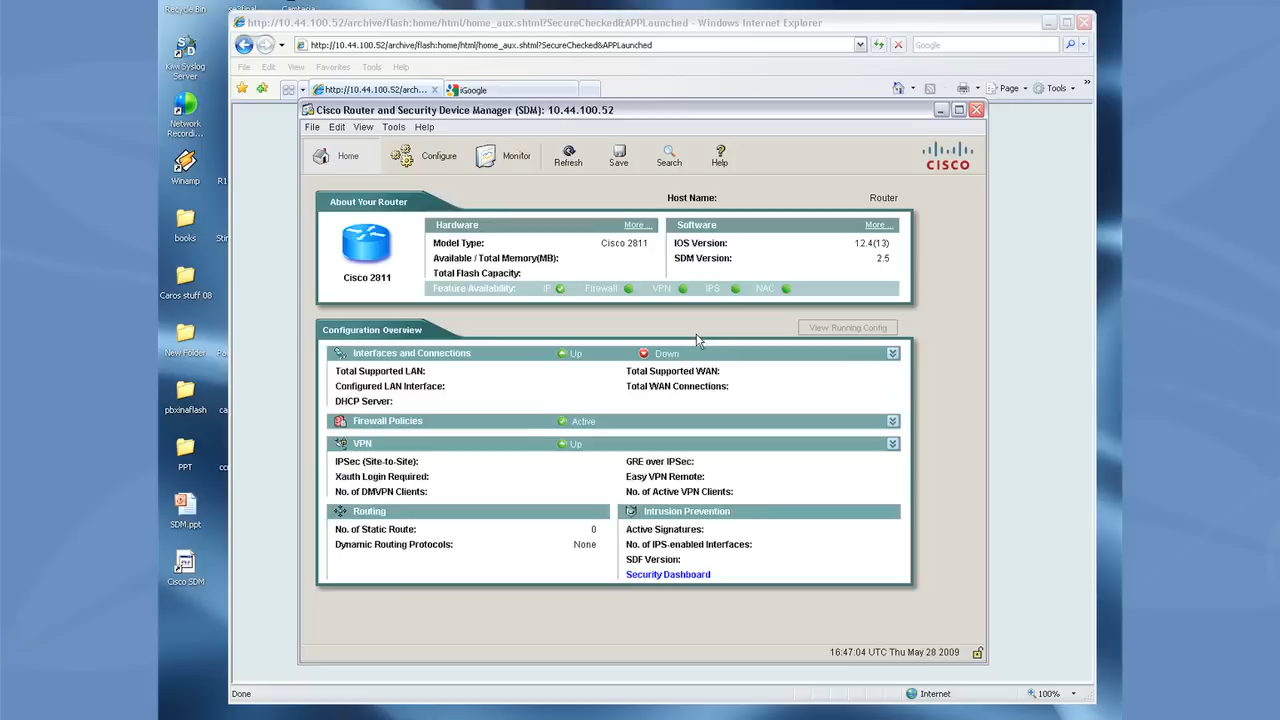 Recycle Bin
Camtasia
http://10.44.100.52/archive/flash:home/html/home_aux.shtml?SecureChecked&APPLaunched - Windows Internet Explorer
http://10.44.100.52/archive/flash:home/html/home_aux.shtml?SecureChecked&APPLaunched
Google
File Edit View Favorites Tools Help
http://10.44.100.52/arch...
iGoogle
Page
Tools
Kiwi Syslog
Server
Network
Recordi...
Winamp
R1
books
Caros stuff 08
New Folder
pbxinaflash
PPT
SDM.ppt
Cisco SDM
Cisco Router and Security Device Manager (SDM): 10.44.100.52
File Edit View Tools Help
Home
Configure
Monitor
Refresh
Save
Search
Help
CISCO
About Your Router
Host Name: Router
Cisco 2811
Hardware More ...
Model Type: Cisco 2811
Available / Total Memory(MB):
Total Flash Capacity:
Software More ...
IOS Version: 12.4(13)
SDM Version: 2.5
Feature Availability: IP Firewall VPN IPS NAC
Configuration Overview
View Running Config
Interfaces and Connections Up Down
Total Supported LAN: Total Supported WAN:
Configured LAN Interface: Total WAN Connections:
DHCP Server:
Firewall Policies Active
VPN Up
IPSec (Site-to-Site): GRE over IPSec:
Xauth Login Required: Easy VPN Remote:
No. of DMVPN Clients: No. of Active VPN Clients:
Routing
No. of Static Route: 0
Dynamic Routing Protocols: None
Intrusion Prevention
Active Signatures:
No. of IPS-enabled Interfaces:
SDF Version:
Security Dashboard
16:47:04 UTC Thu May 28 2009
Done
Internet
100%